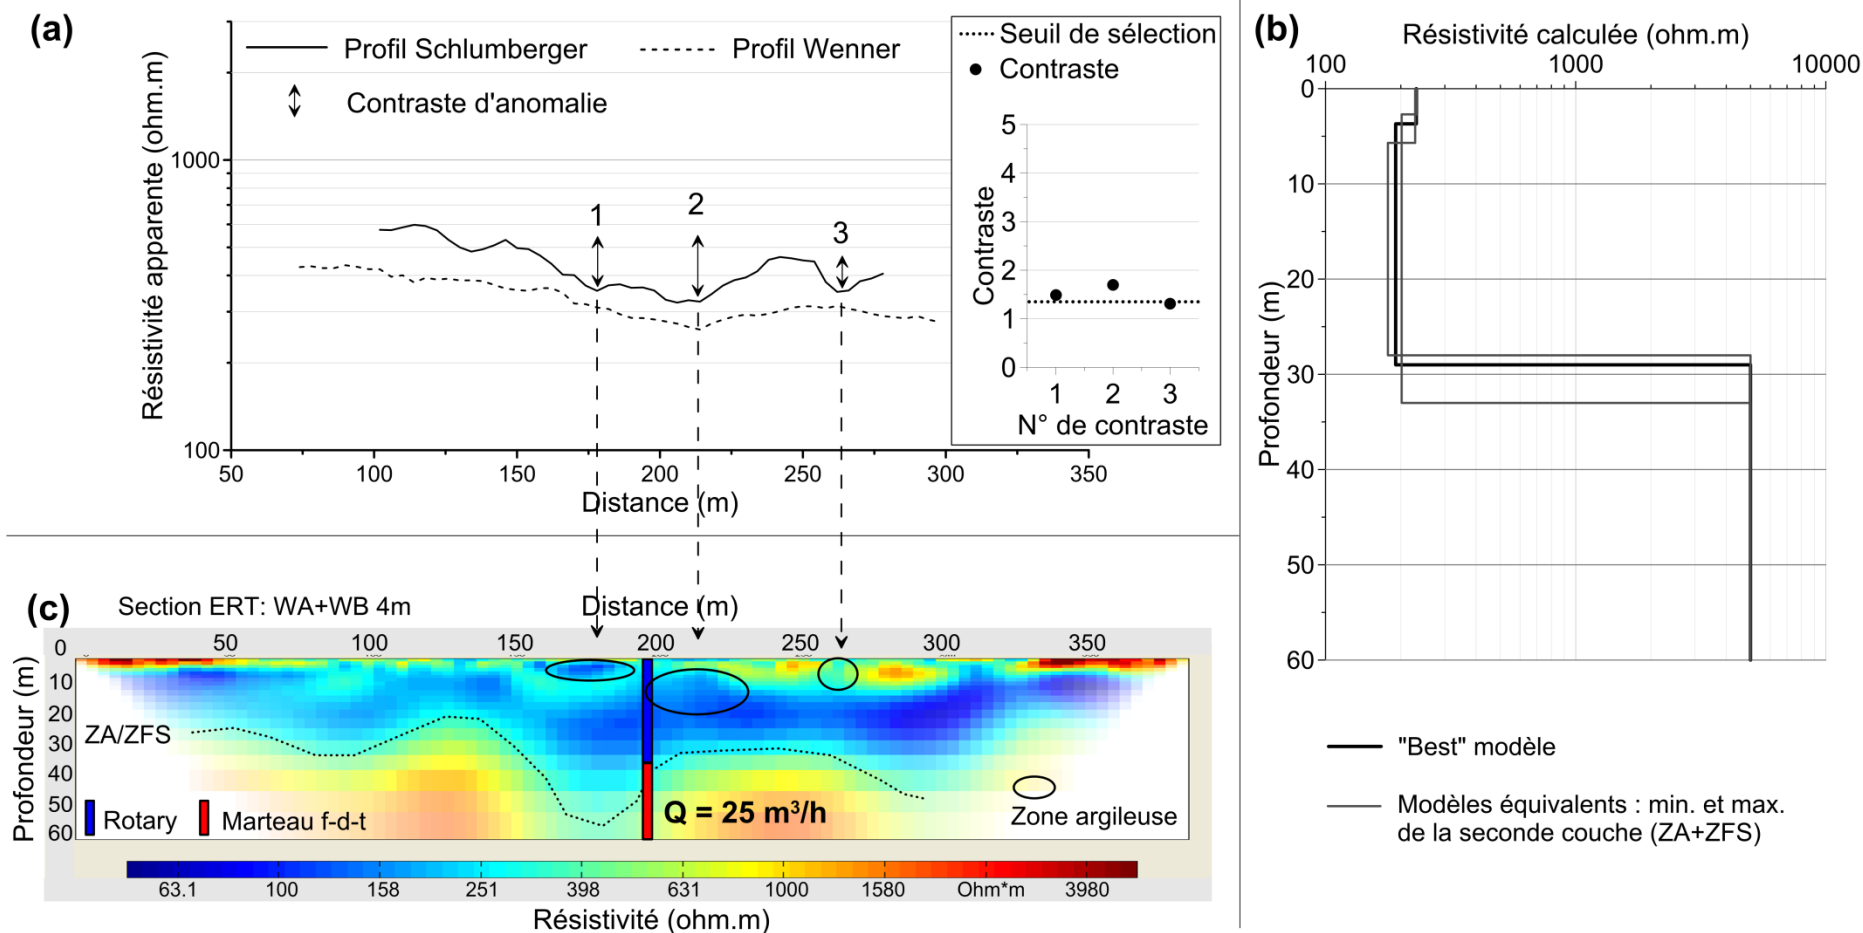 (a)
Profil Schlumberger
Profil Wenner
Contraste d'anomalie
Résistivité apparente (ohm.m)
1000
100
1
2
3
50
100
150
200
250
300
350
Distance (m)
Seuil de sélection
Contraste
Contraste
5
4
3
2
1
0
1
2
3
N° de contraste
(b)
Résistivité calculée (ohm.m)
100
1000
10000
Profondeur (m)
0
10
20
30
40
50
60
"Best" modèle
Modèles équivalents : min. et max.
de la seconde couche (ZA+ZFS)
(c)
Section ERT: WA+WB 4m
Distance (m)
50
100
150
200
250
300
350
Profondeur (m)
0
10
20
30
40
50
60
ZA/ZFS
Rotary
Marteau f-d-t
Q = 25 m³/h
Zone argileuse
63.1
100
158
251
398
631
1000
1580
Ohm*m
3980
Résistivité (ohm.m)